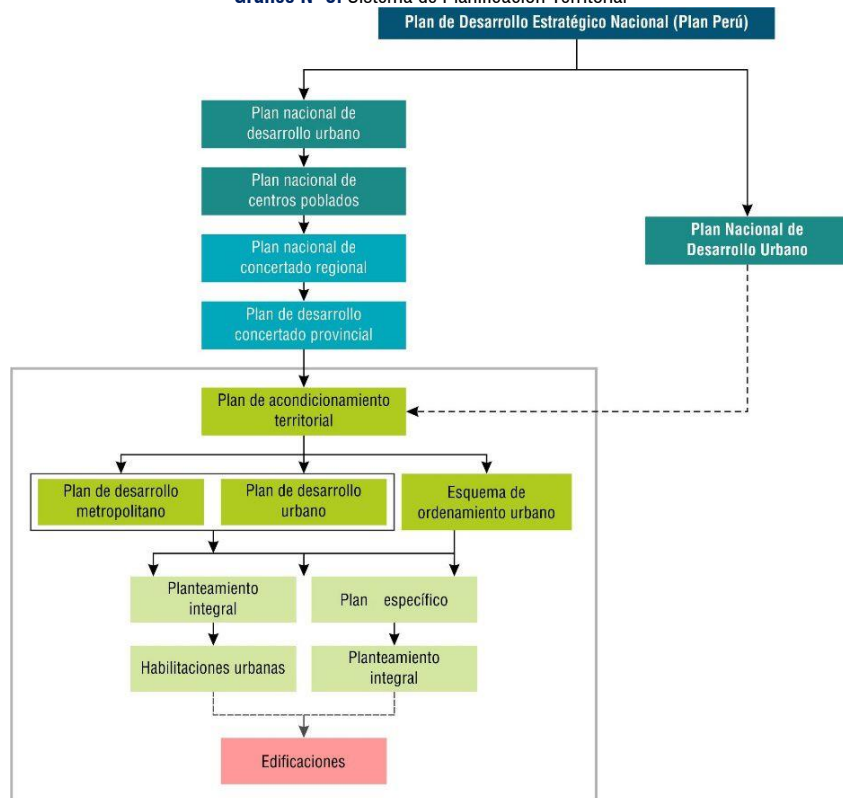 Gráfico N° 3: Sistema de Planificación Territorial
Plan de Desarrollo Estratégico Nacional (Plan Perú)
Plan nacional de
desarrollo urbano
Plan nacional de
centros poblados
Plan nacional de
concertado regional
Plan de desarrollo
concertado provincial
Plan Nacional de
Desarrollo Urbano
Plan de acondicionamiento
territorial
Plan de desarrollo
metropolitano
Plan de desarrollo
urbano
Esquema de
ordenamiento urbano
Planteamiento
integral
Plan específico
Habilitaciones urbanas
Planteamiento
integral
Edificaciones